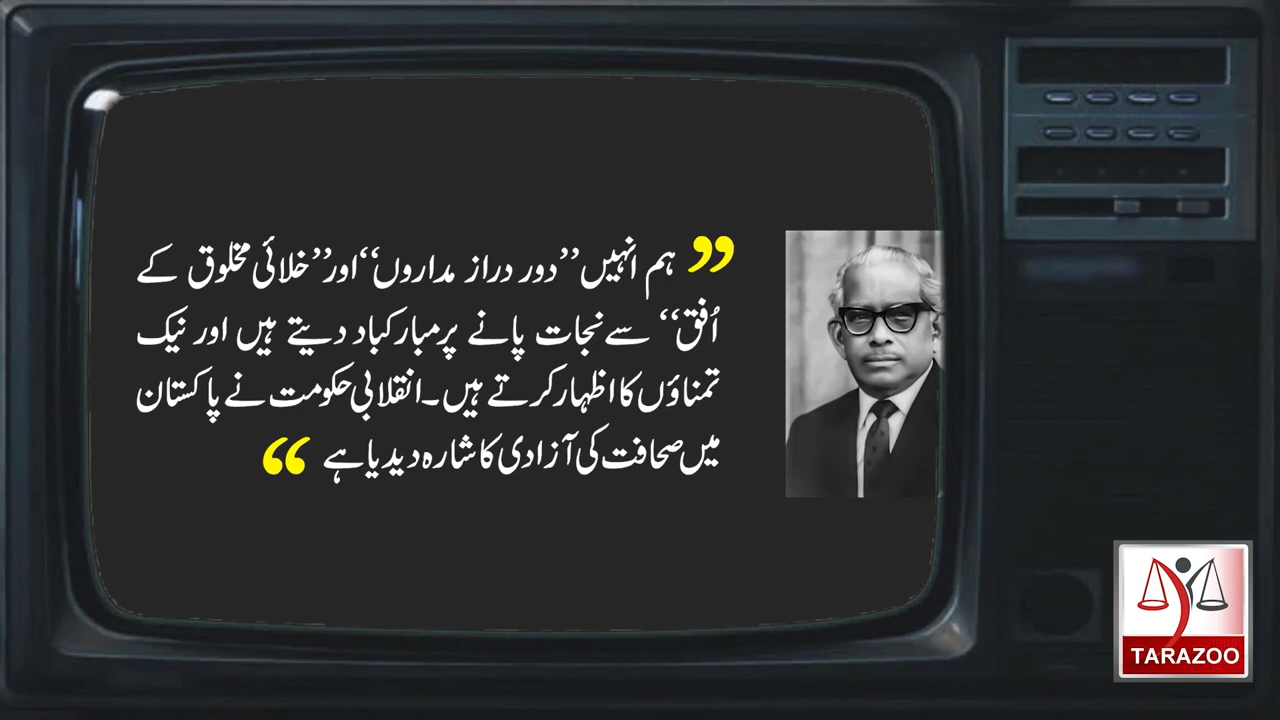 ”ہم انہیں’’دور دراز مداروں‘‘اور’’خلائی مخلوق کے
اُفق‘‘ سے نجات پانے پر مبارکباد دیتے ہیں اور نیک
تمناؤں کا اظہار کرتے ہیں۔انقلابی حکومت نے پاکستان
میں صحافت کی آزادی کا شارہ دیدیا ہے “
TARAZOO